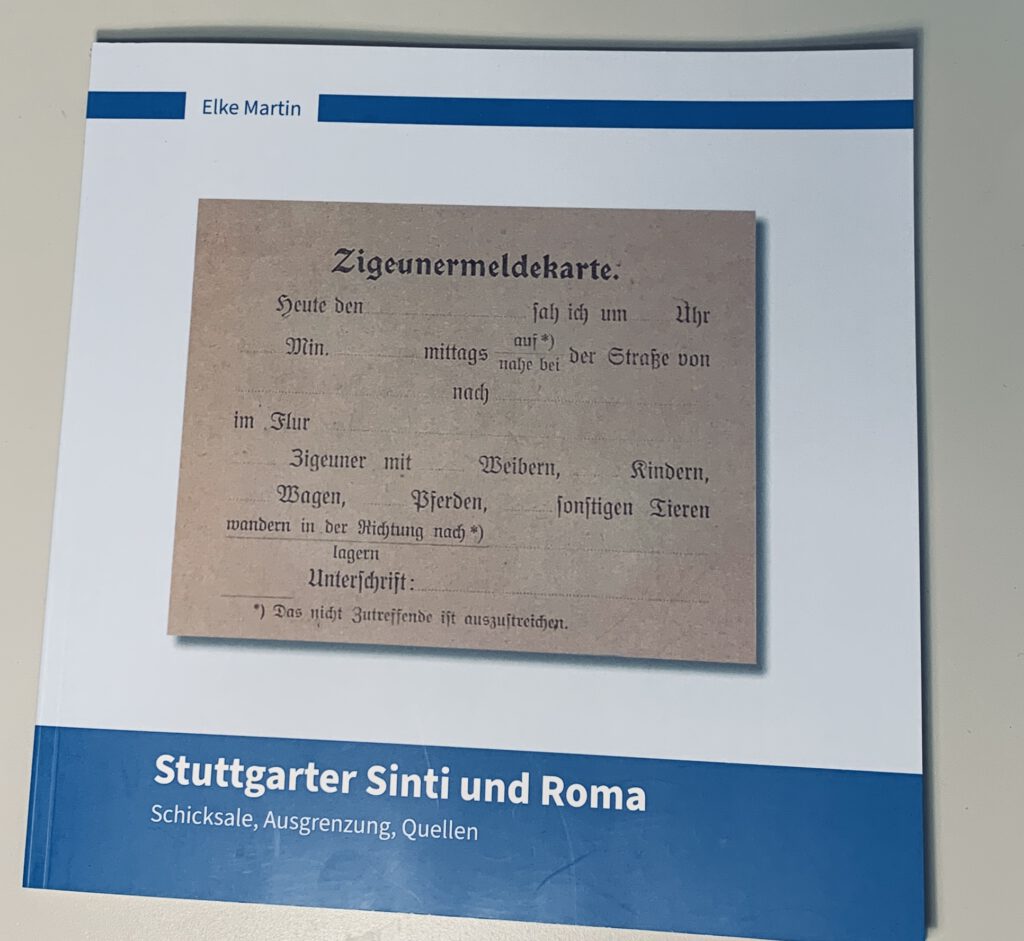 Elke Martin
Zigeunermeldekarte.
Heute den sah ich um Uhr
Min. mittags auf *) der Straße von
nahe bei
nach
im Flur
Zigeuner mit Weibern, Kindern,
Wagen, Pferden, sonstigen Tieren
wandern in der Richtung nach *)
lagern
Unterschrift:
*) Das nicht Zutreffende ist auszustreichen.
Stuttgarter Sinti und Roma
Schicksale, Ausgrenzung, Quellen